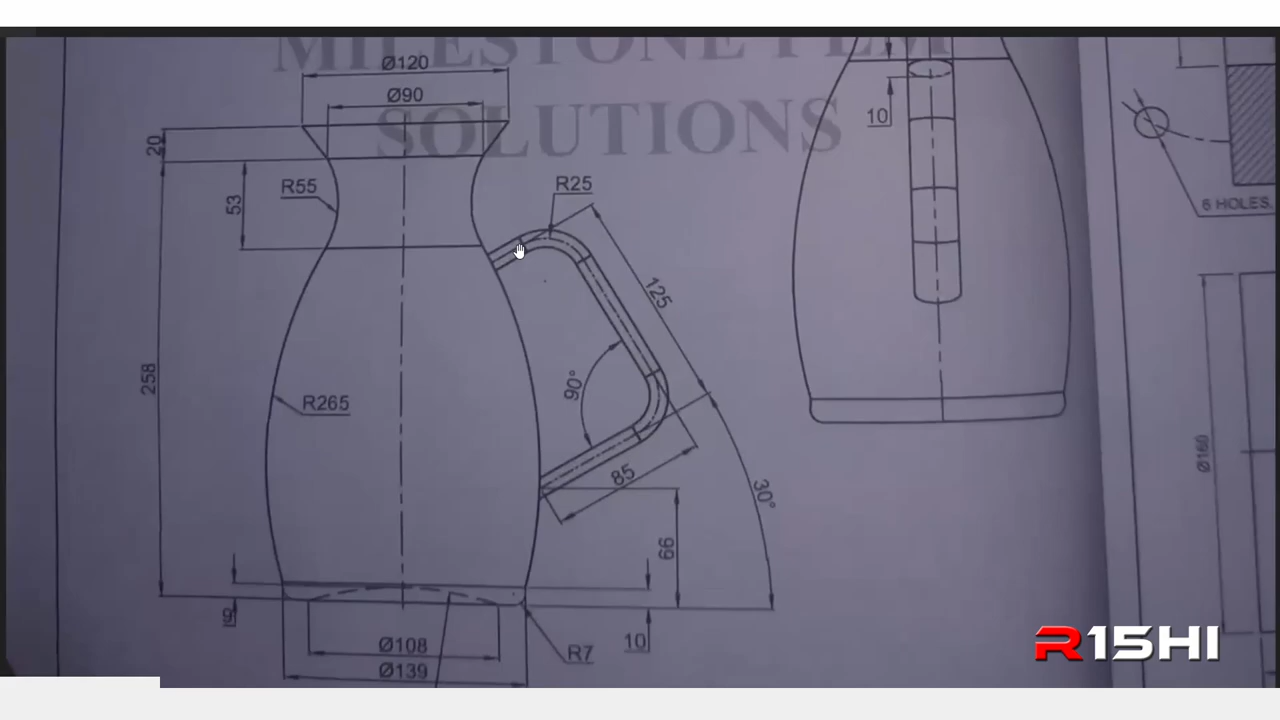 MILESTONE PLM
SOLUTIONS
Ø120
Ø90
20
R55
53
R25
10
6 HOLES,
125
258
90°
R265
Ø160
85
30°
66
9
10
Ø108
R7
Ø139
R15HI